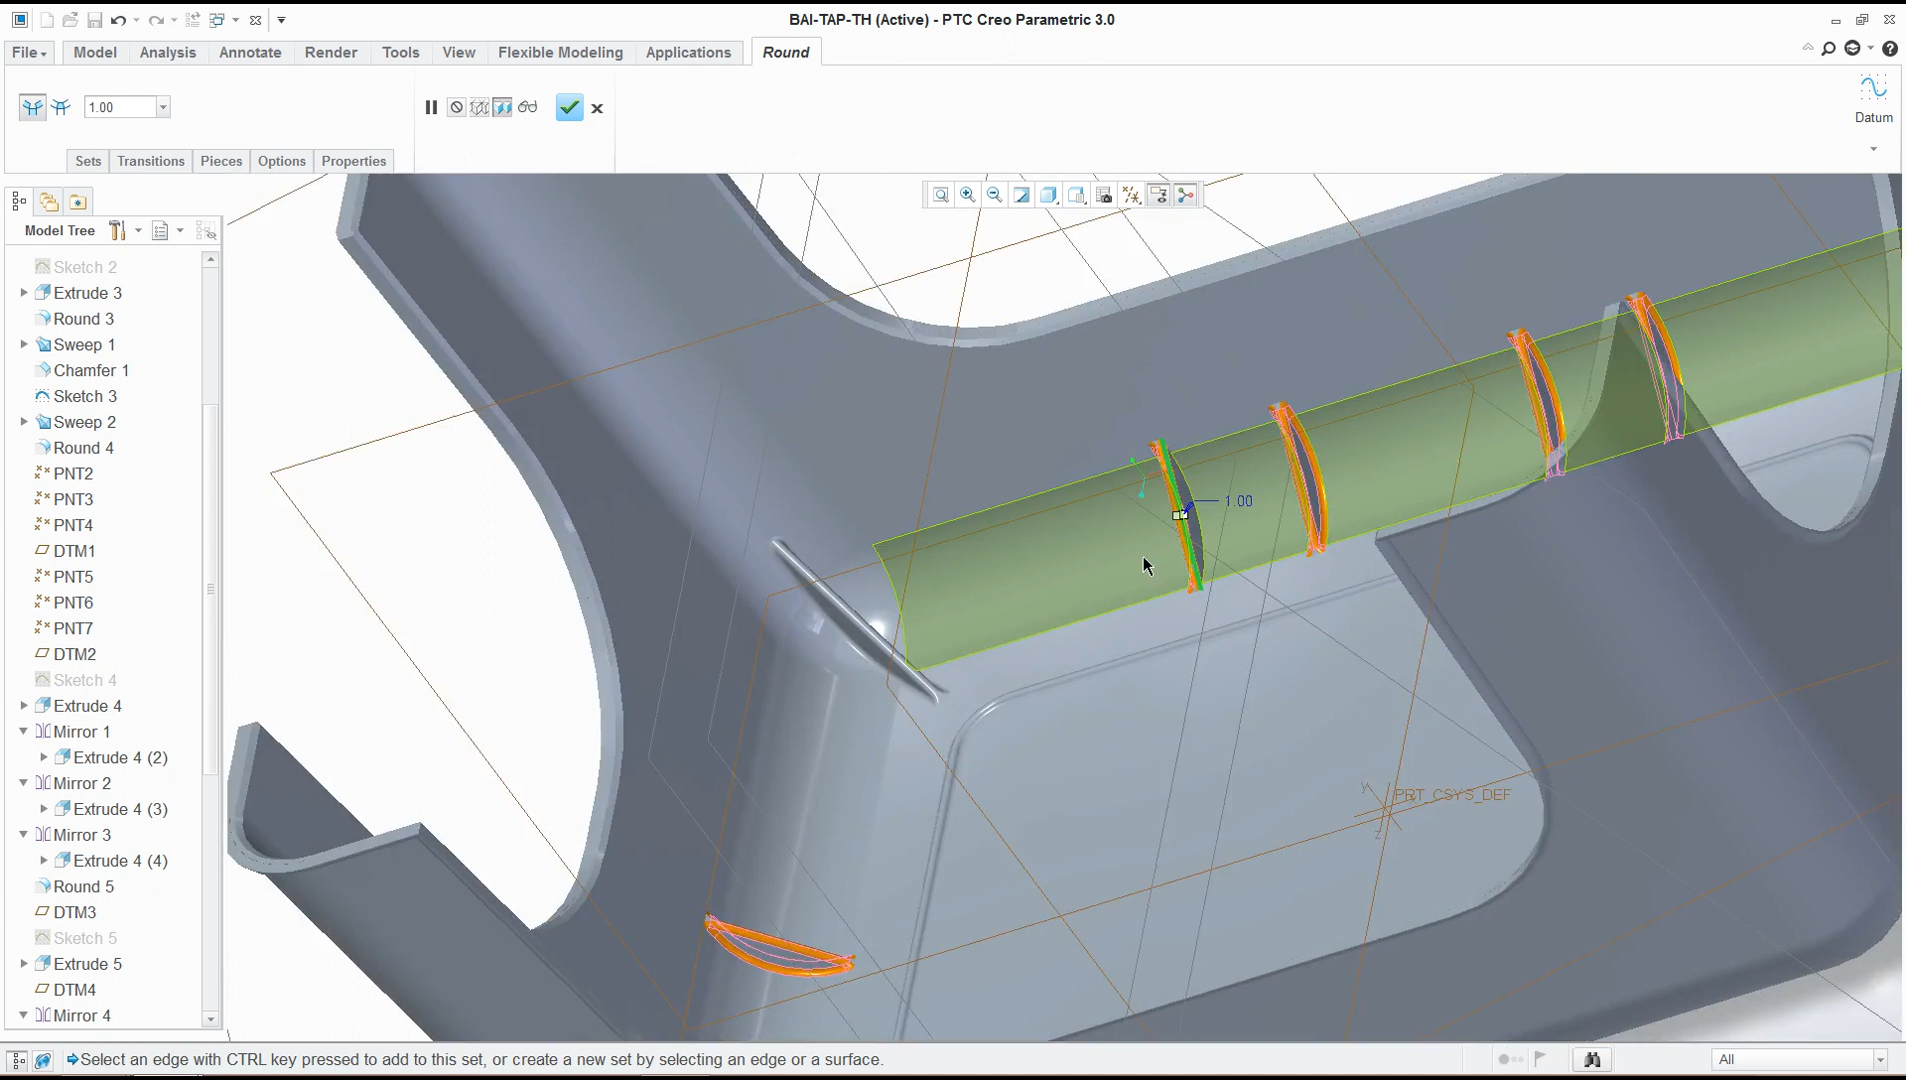 BAI-TAP-TH (Active) - PTC Creo Parametric 3.0
File
Model
Analysis
Annotate
Render
Tools
View
Flexible Modeling
Applications
Round
1.00
Datum
Sets
Transitions
Pieces
Options
Properties
Model Tree
Sketch 2
Extrude 3
Round 3
Sweep 1
Chamfer 1
Sketch 3
Sweep 2
Round 4
PNT2
PNT3
PNT4
DTM1
PNT5
PNT6
PNT7
DTM2
Sketch 4
Extrude 4
Mirror 1
Extrude 4 (2)
Mirror 2
Extrude 4 (3)
Mirror 3
Extrude 4 (4)
Round 5
DTM3
Sketch 5
Extrude 5
DTM4
Mirror 4
1.00
Y
PRT_CSYS_DEF
Z
Select an edge with CTRL key pressed to add to this set, or create a new set by selecting an edge or a surface.
All